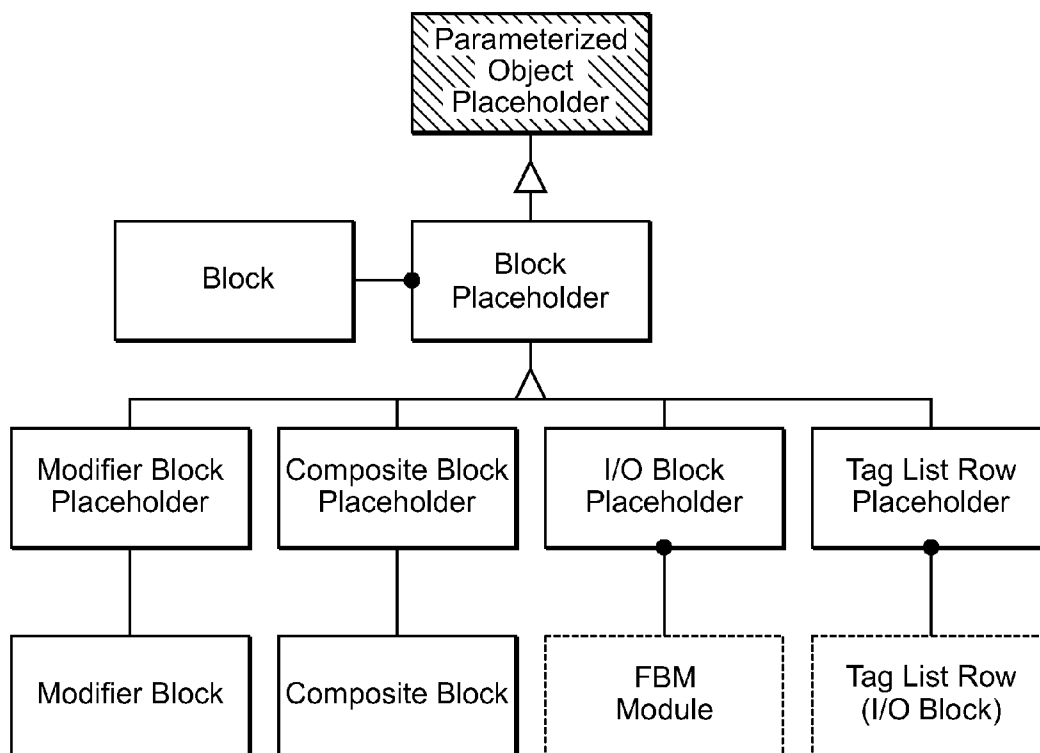 Parameterized
Object
Placeholder
Block
Block
Placeholder
Modifier Block
Placeholder
Composite Block
Placeholder
I/O Block
Placeholder
Tag List Row
Placeholder
Modifier Block
Composite Block
FBM
Module
Tag List Row
(I/O Block)